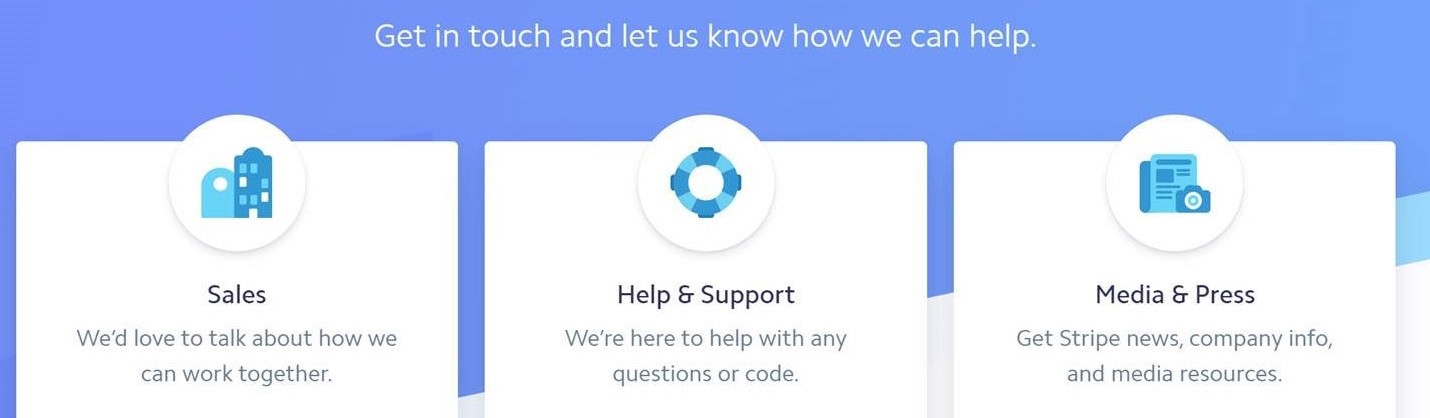 Get in touch and let us know how we can help.
Sales
We’d love to talk about how we
can work together.
Help & Support
We’re here to help with any
questions or code.
Media & Press
Get Stripe news, company info,
and media resources.